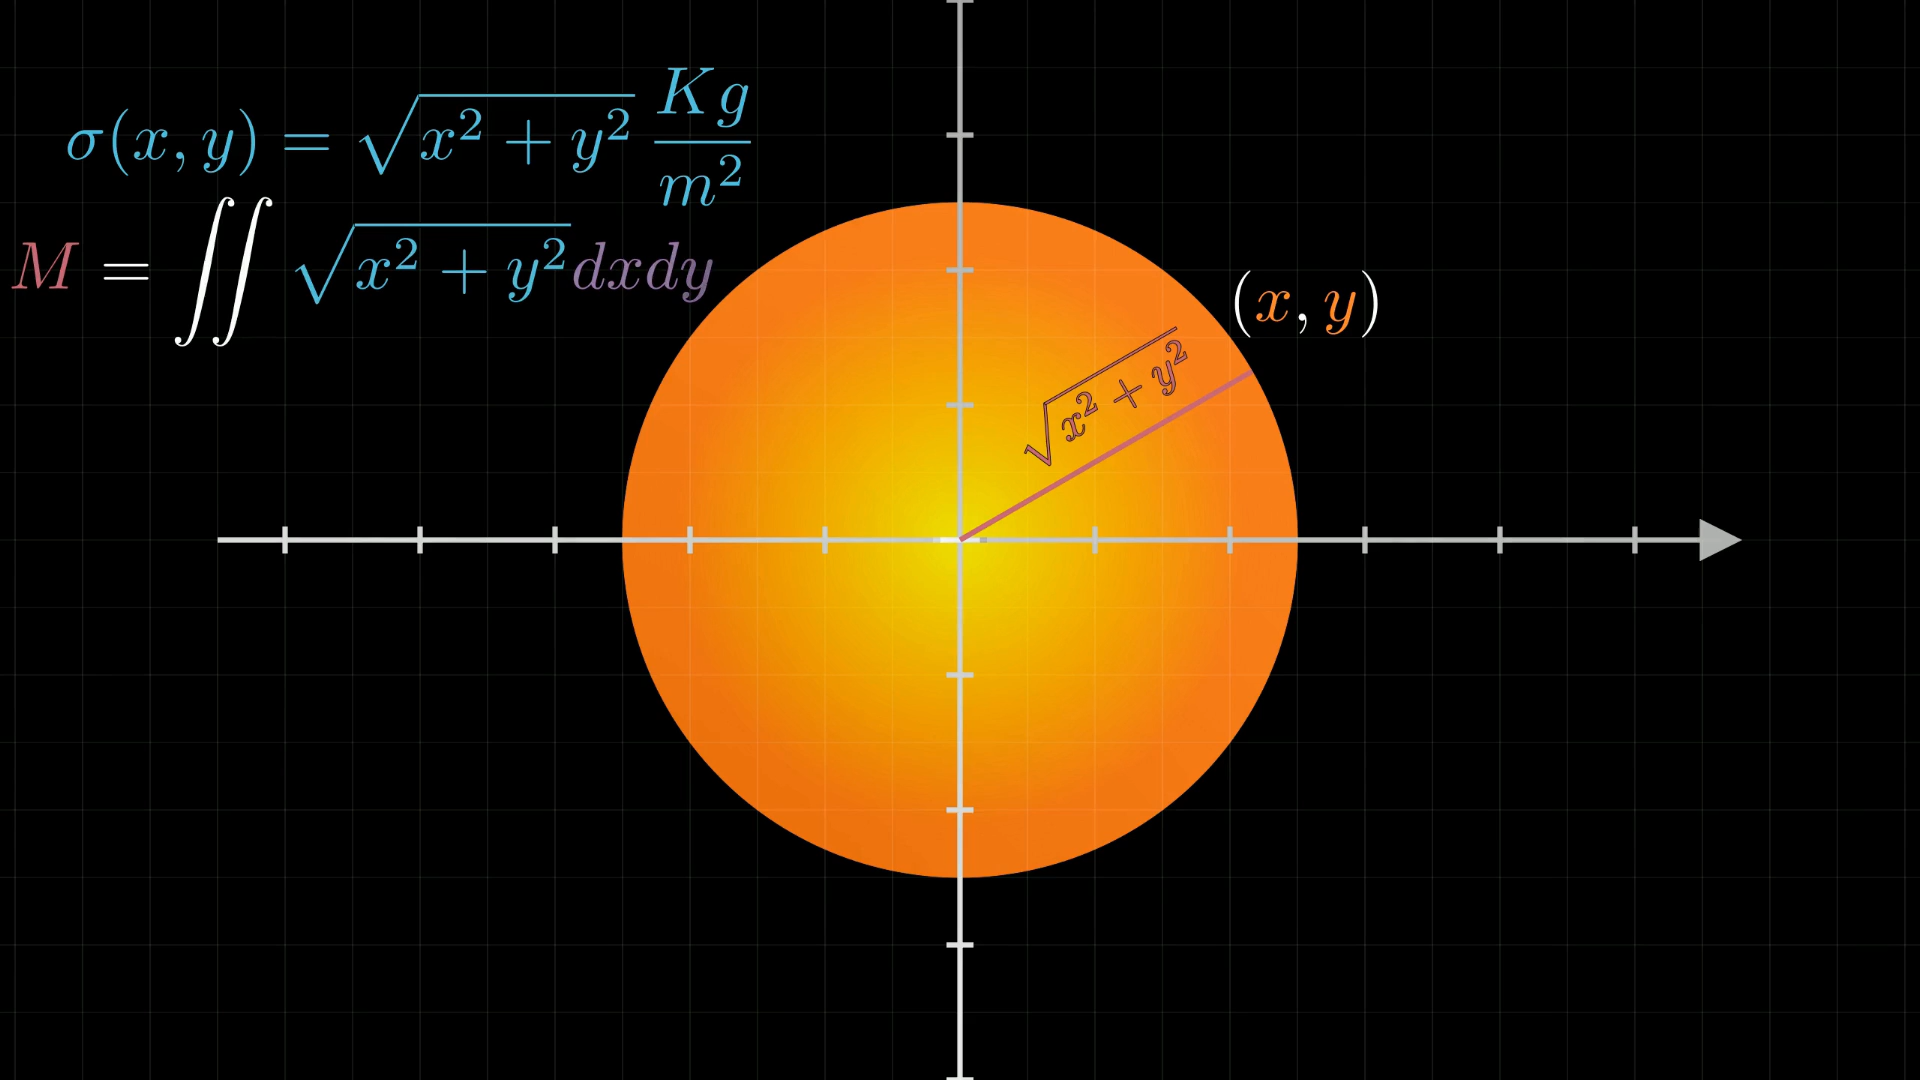 σ(x, y) = √(x² + y²) Kg/m²
M = ∬ √(x² + y²) dxdy
(x, y)
√(x² + y²)